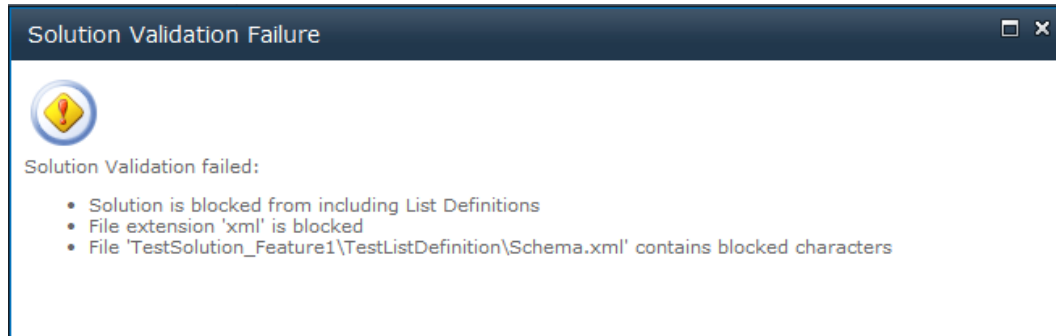 Solution Validation Failure
Solution Validation failed:
• Solution is blocked from including List Definitions
• File extension 'xml' is blocked
• File 'TestSolution_Feature1\TestListDefinition\Schema.xml' contains blocked characters